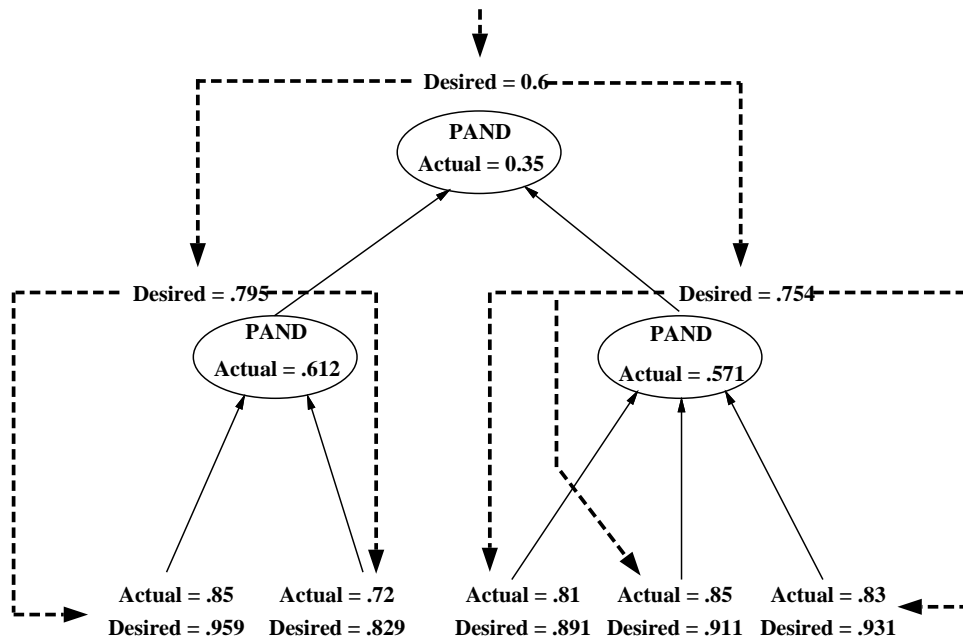 Desired = 0.6
PAND
Actual = 0.35
Desired = .795
Desired = .754
PAND
Actual = .612
PAND
Actual = .571
Actual = .85
Desired = .959
Actual = .72
Desired = .829
Actual = .81
Desired = .891
Actual = .85
Desired = .911
Actual = .83
Desired = .931